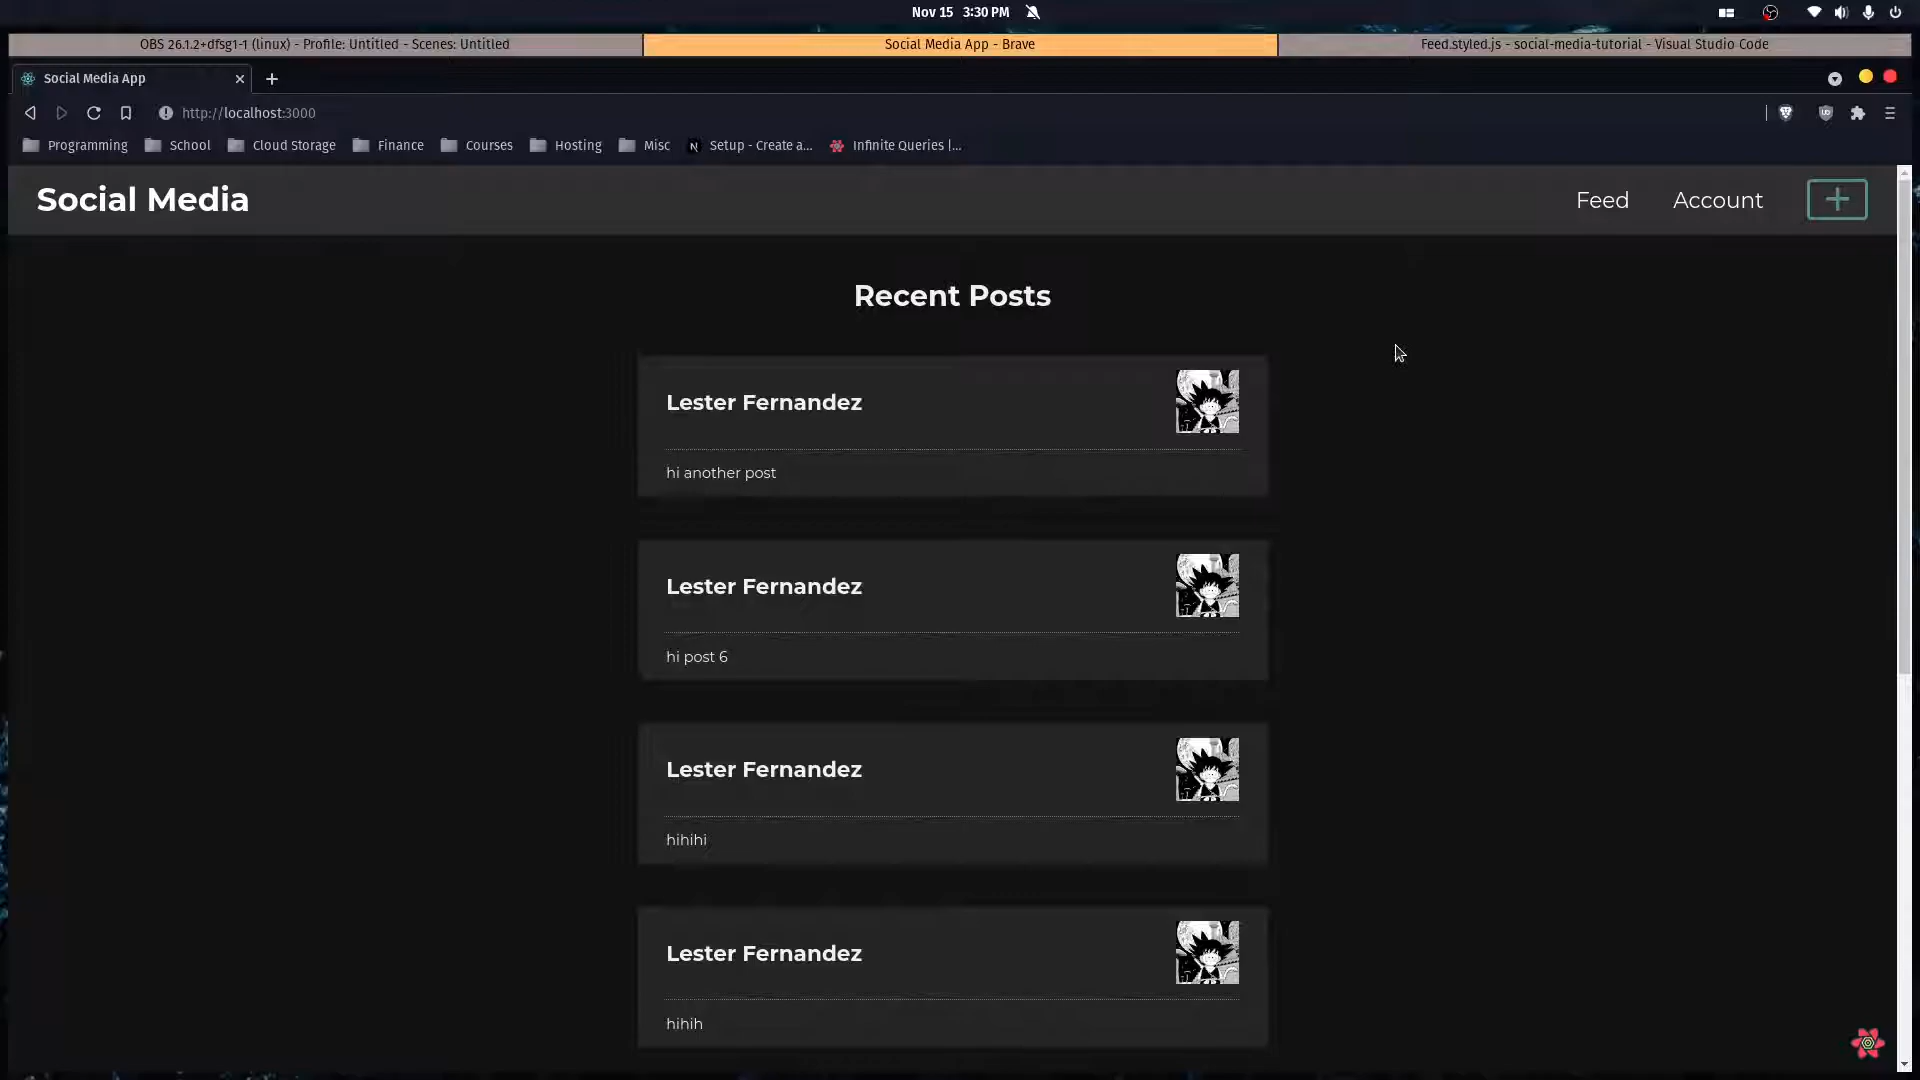 Nov 15 3:30 PM
OBS 26.1.2+dfsg1-1 (linux) - Profile: Untitled - Scenes: Untitled
Social Media App - Brave
Feed.styled.js - social-media-tutorial - Visual Studio Code
Social Media App
http://localhost:3000
Programming School Cloud Storage Finance Courses Hosting Misc Setup - Create a... Infinite Queries |...
Social Media
Feed Account
Recent Posts
Lester Fernandez
hi another post
Lester Fernandez
hi post 6
Lester Fernandez
hihihi
Lester Fernandez
hihih